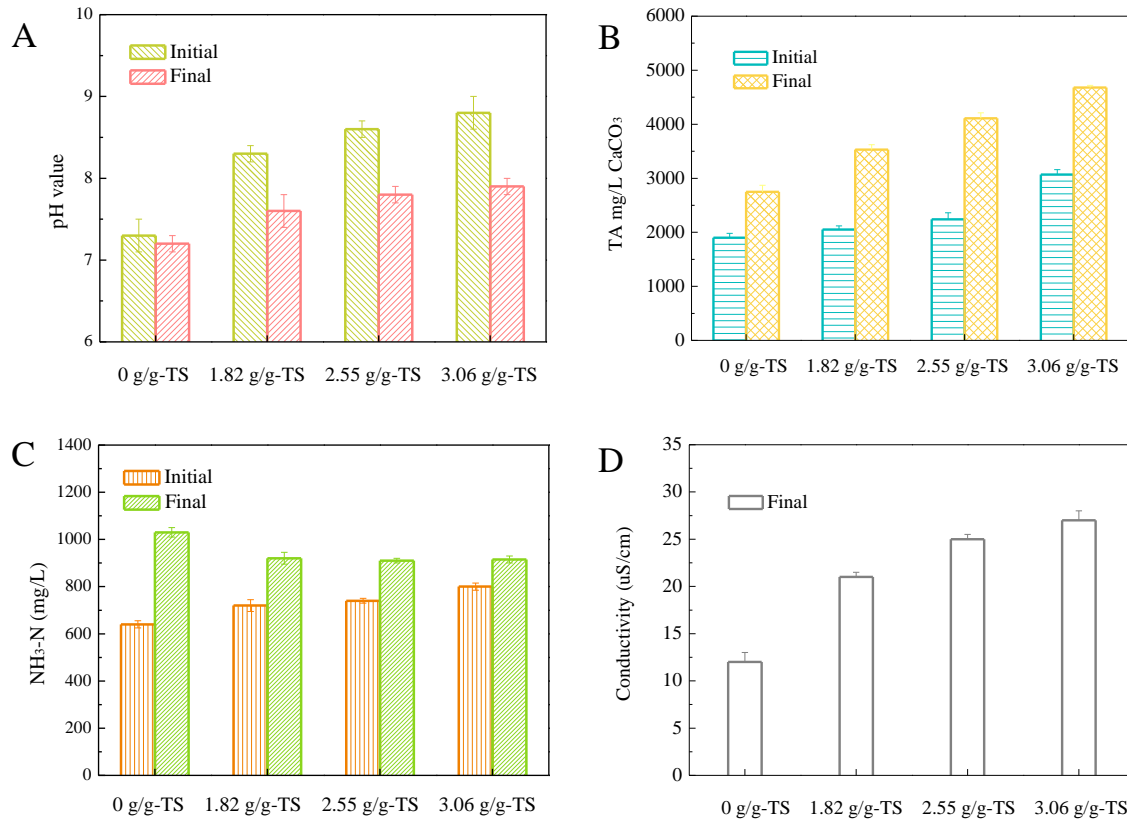 A
10
9
8
7
6
pH value
Initial
Final
0 g/g-TS 1.82 g/g-TS 2.55 g/g-TS 3.06 g/g-TS
B
6000
5000
4000
3000
2000
1000
0
TA mg/L CaCO₃
Initial
Final
0 g/g-TS 1.82 g/g-TS 2.55 g/g-TS 3.06 g/g-TS
C
1400
1200
1000
800
600
400
200
0
NH₃-N (mg/L)
Initial
Final
0 g/g-TS 1.82 g/g-TS 2.55 g/g-TS 3.06 g/g-TS
D
35
30
25
20
15
10
5
0
Conductivity (uS/cm)
Final
0 g/g-TS 1.82 g/g-TS 2.55 g/g-TS 3.06 g/g-TS